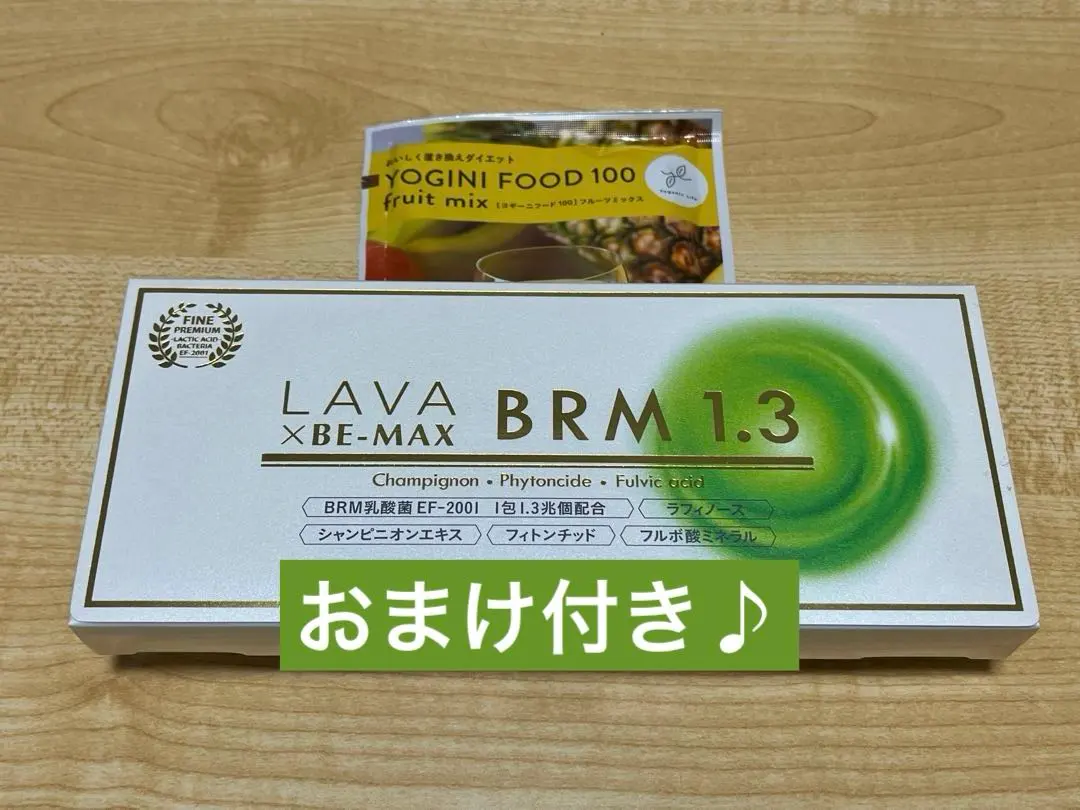 おいしく置き換えダイエット
YOGINI FOOD 100
fruit mix [ヨギーニフード100] フルーツミックス
yoginis life
FINE
PREMIUM
-LACTIC ACID-
BACTERIA
EF-2001
LAVA
×BE-MAX
BRM 1.3
Champignon • Phytoncide • Fulvic acid
BRM乳酸菌EF-2001 1包1.3兆個配合
ラフィノース
シャンピニオンエキス
フィトンチッド
フルボ酸ミネラル
おまけ付き♪